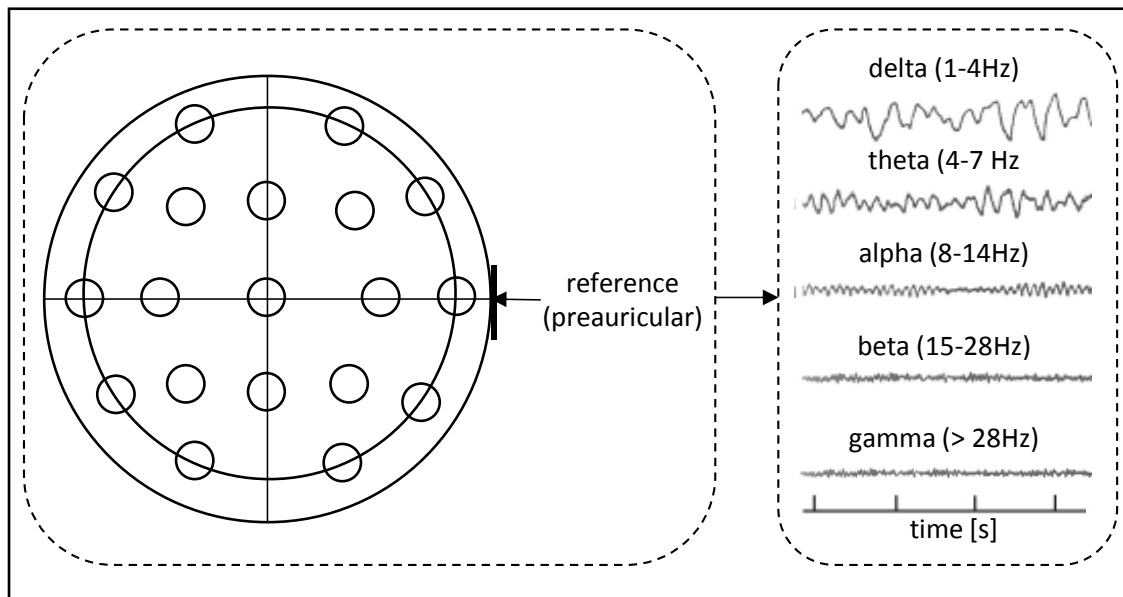 reference
(preauricular)
delta (1-4Hz)
theta (4-7 Hz
alpha (8-14Hz)
beta (15-28Hz)
gamma (> 28Hz)
time [s]